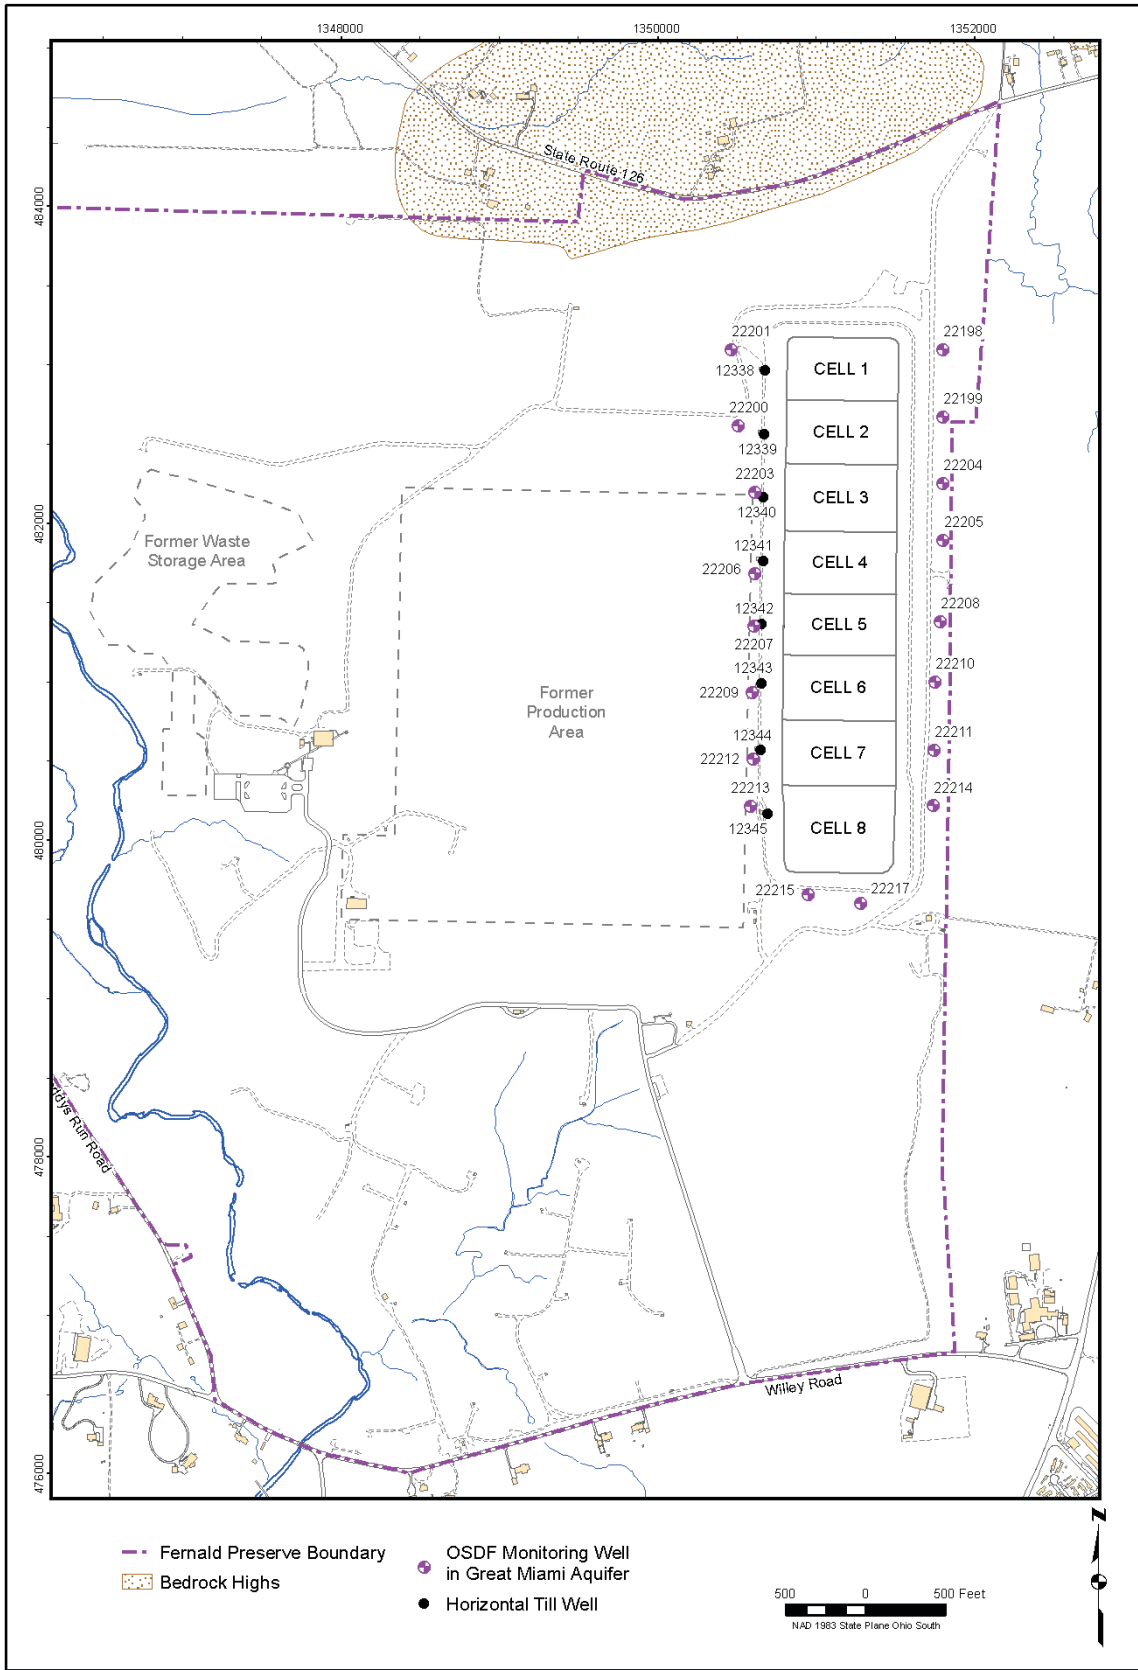 1348000
1350000
1352000
State Route 126
484000
22201
22198
12338
CELL 1
22199
22200
CELL 2
12339
22203
22204
CELL 3
12340
482000
22205
12341
Former Waste
Storage Area
22206
CELL 4
12342
22208
CELL 5
22207
12343
22210
22209
CELL 6
Former
Production
Area
12344
22211
22212
CELL 7
22213
22214
12345
CELL 8
480000
22215
22217
478000
ddys Run Road
Willey Road
476000
Z
Fernald Preserve Boundary
Bedrock Highs
OSDF Monitoring Well
in Great Miami Aquifer
Horizontal Till Well
500 0 500 Feet
NAD 1983 State Plane Ohio South